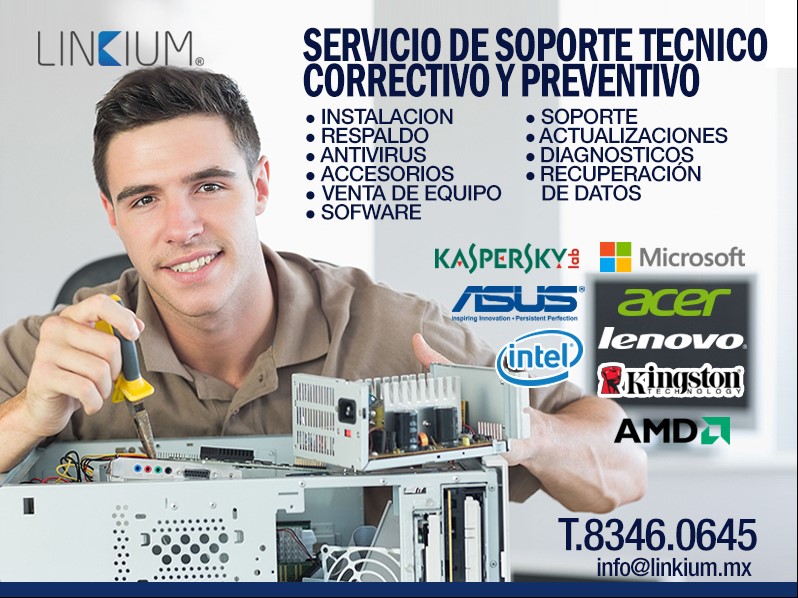 LINKIUM®
SERVICIO DE SOPORTE TECNICO
CORRECTIVO Y PREVENTIVO
• INSTALACION
• RESPALDO
• ANTIVIRUS
• ACCESORIOS
• VENTA DE EQUIPO
• SOFWARE
• SOPORTE
• ACTUALIZACIONES
• DIAGNOSTICOS
• RECUPERACIÓN
DE DATOS
KASPERSKY lab
Microsoft
ASUS®
Inspiring Innovation • Persistent Perfection
acer
lenovo®
intel®
Kingston
TECHNOLOGY
AMD
T.8346.0645
info@linkium.mx